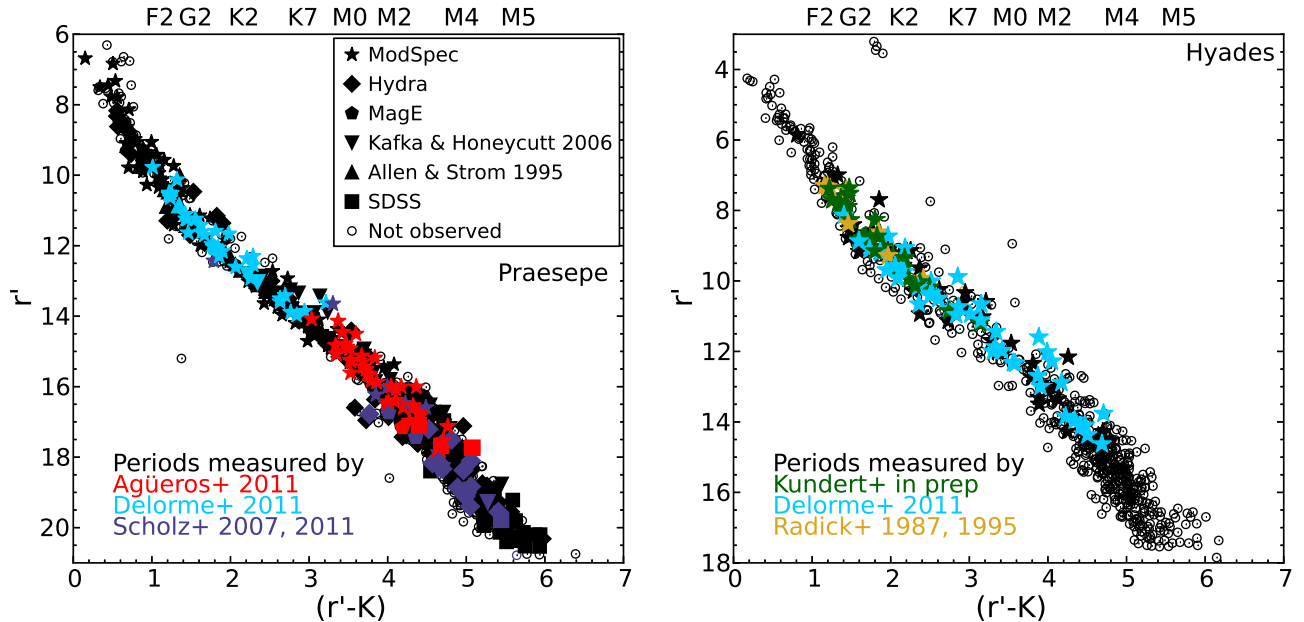 F2 G2 K2 K7 M0 M2 M4 M5
6
8
10
12
14
16
18
20
r'
ModSpec
Hydra
MagE
Kafka & Honeycutt 2006
Allen & Strom 1995
SDSS
Not observed
Praesepe
Periods measured by
Agüeros+ 2011
Delorme+ 2011
Scholz+ 2007, 2011
0 1 2 3 4 5 6 7
(r'-K)
F2 G2 K2 K7 M0 M2 M4 M5
Hyades
4
6
8
10
12
14
16
18
r'
Periods measured by
Kundert+ in prep
Delorme+ 2011
Radick+ 1987, 1995
0 1 2 3 4 5 6 7
(r'-K)